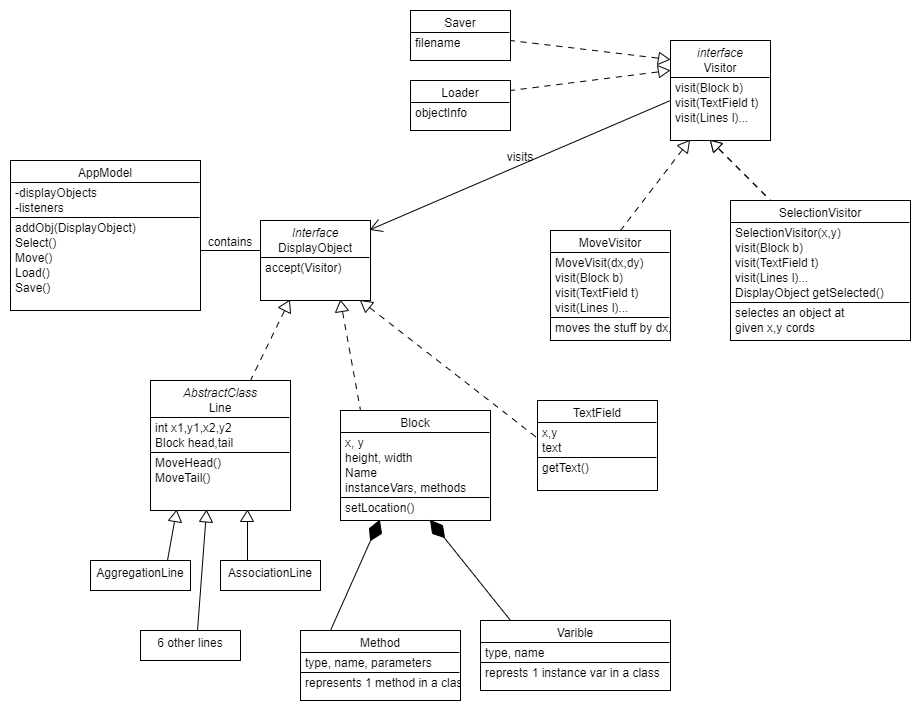 Saver
filename
Loader
objectInfo
interface
Visitor
visit(Block b)
visit(TextField t)
visit(Lines l)...
visits
AppModel
-displayObjects
-listeners
addObj(DisplayObject)
Select()
Move()
Load()
Save()
contains
Interface
DisplayObject
accept(Visitor)
MoveVisitor
MoveVisit(dx,dy)
visit(Block b)
visit(TextField t)
visit(Lines l)...
moves the stuff by dx,
SelectionVisitor
SelectionVisitor(x,y)
visit(Block b)
visit(TextField t)
visit(Lines l)...
DisplayObject getSelected()
selectes an object at
given x,y cords
AbstractClass
Line
int x1,y1,x2,y2
Block head,tail
MoveHead()
MoveTail()
Block
x, y
height, width
Name
instanceVars, methods
setLocation()
TextField
x,y
text
getText()
AggregationLine
AssociationLine
6 other lines
Method
type, name, parameters
represents 1 method in a clas
Varible
type, name
represts 1 instance var in a class